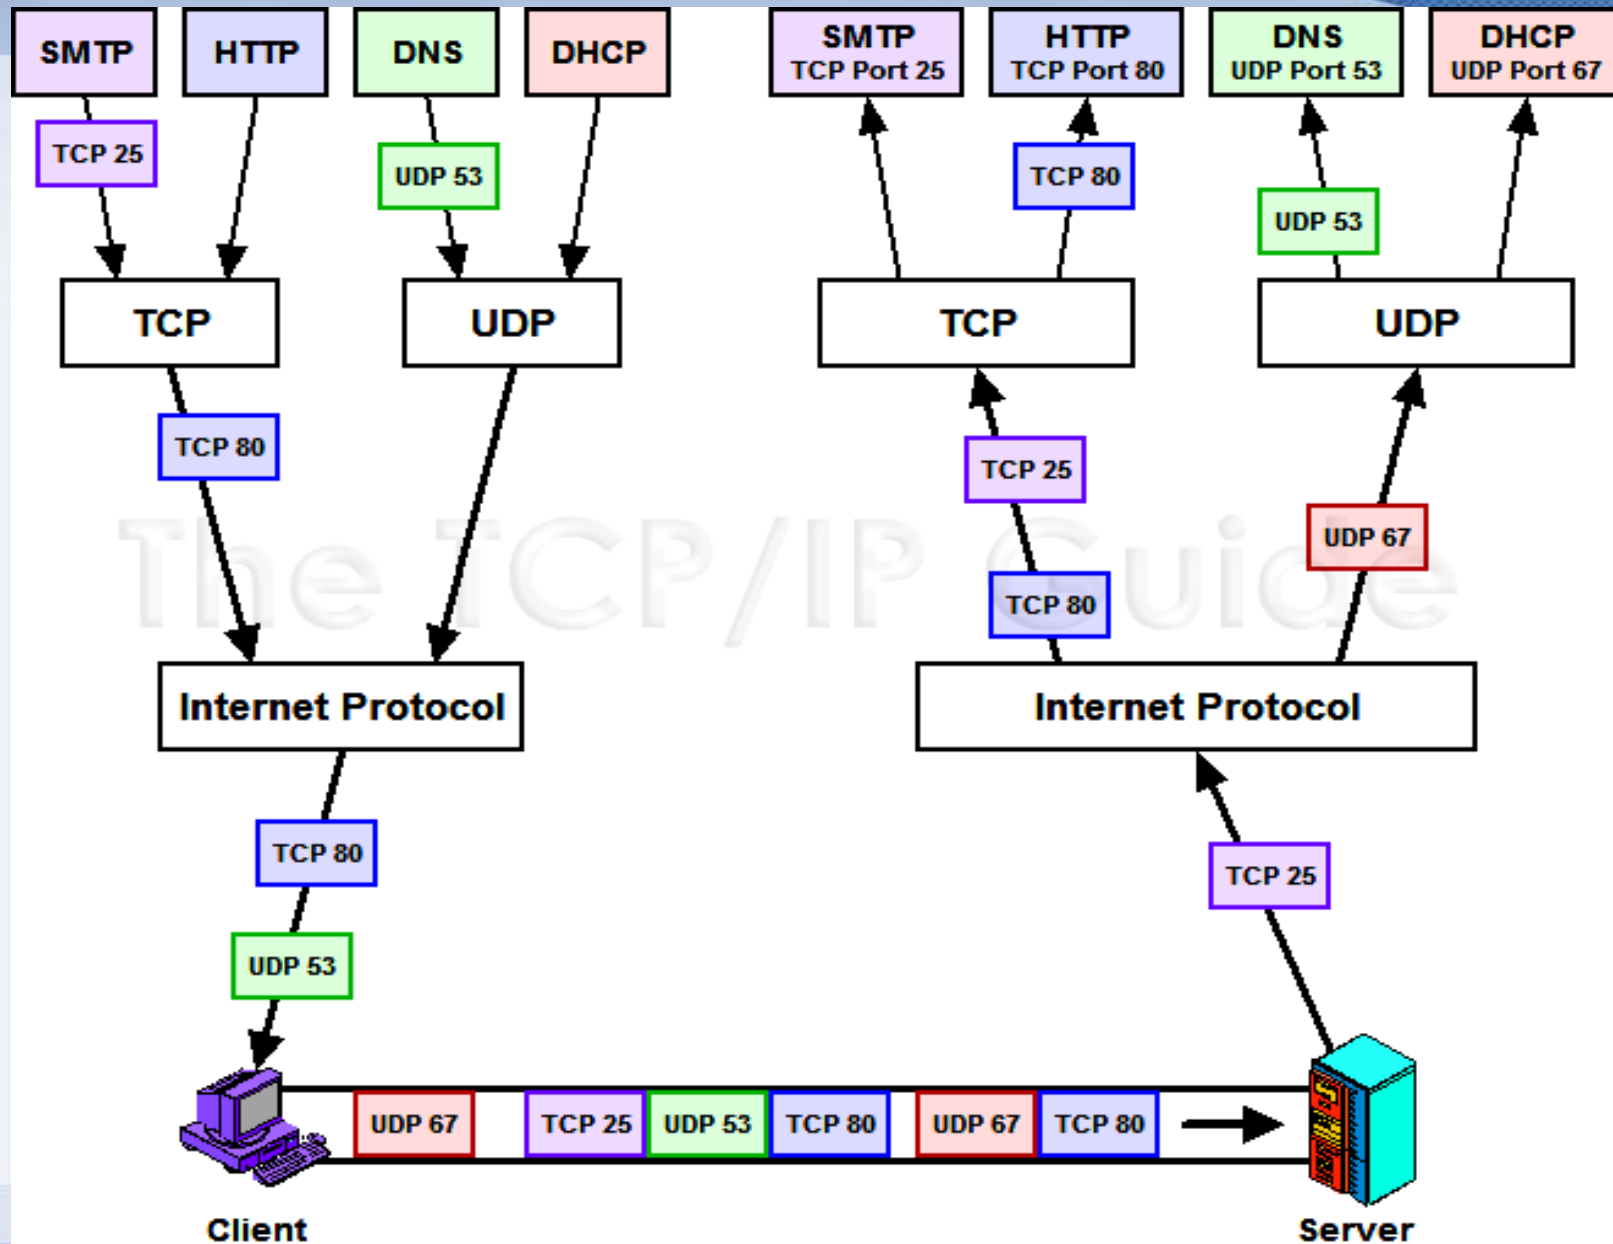 SMTP HTTP DNS DHCP
SMTP HTTP DNS DHCP
TCP Port 25 TCP Port 80 UDP Port 53 UDP Port 67
TCP 25
UDP 53
TCP 80
UDP 53
TCP UDP TCP UDP
TCP 80
TCP 25
UDP 67
The TCP/IP Guide
TCP 80
Internet Protocol Internet Protocol
TCP 80
TCP 25
UDP 53
UDP 67 TCP 25 UDP 53 TCP 80 UDP 67 TCP 80
Client Server